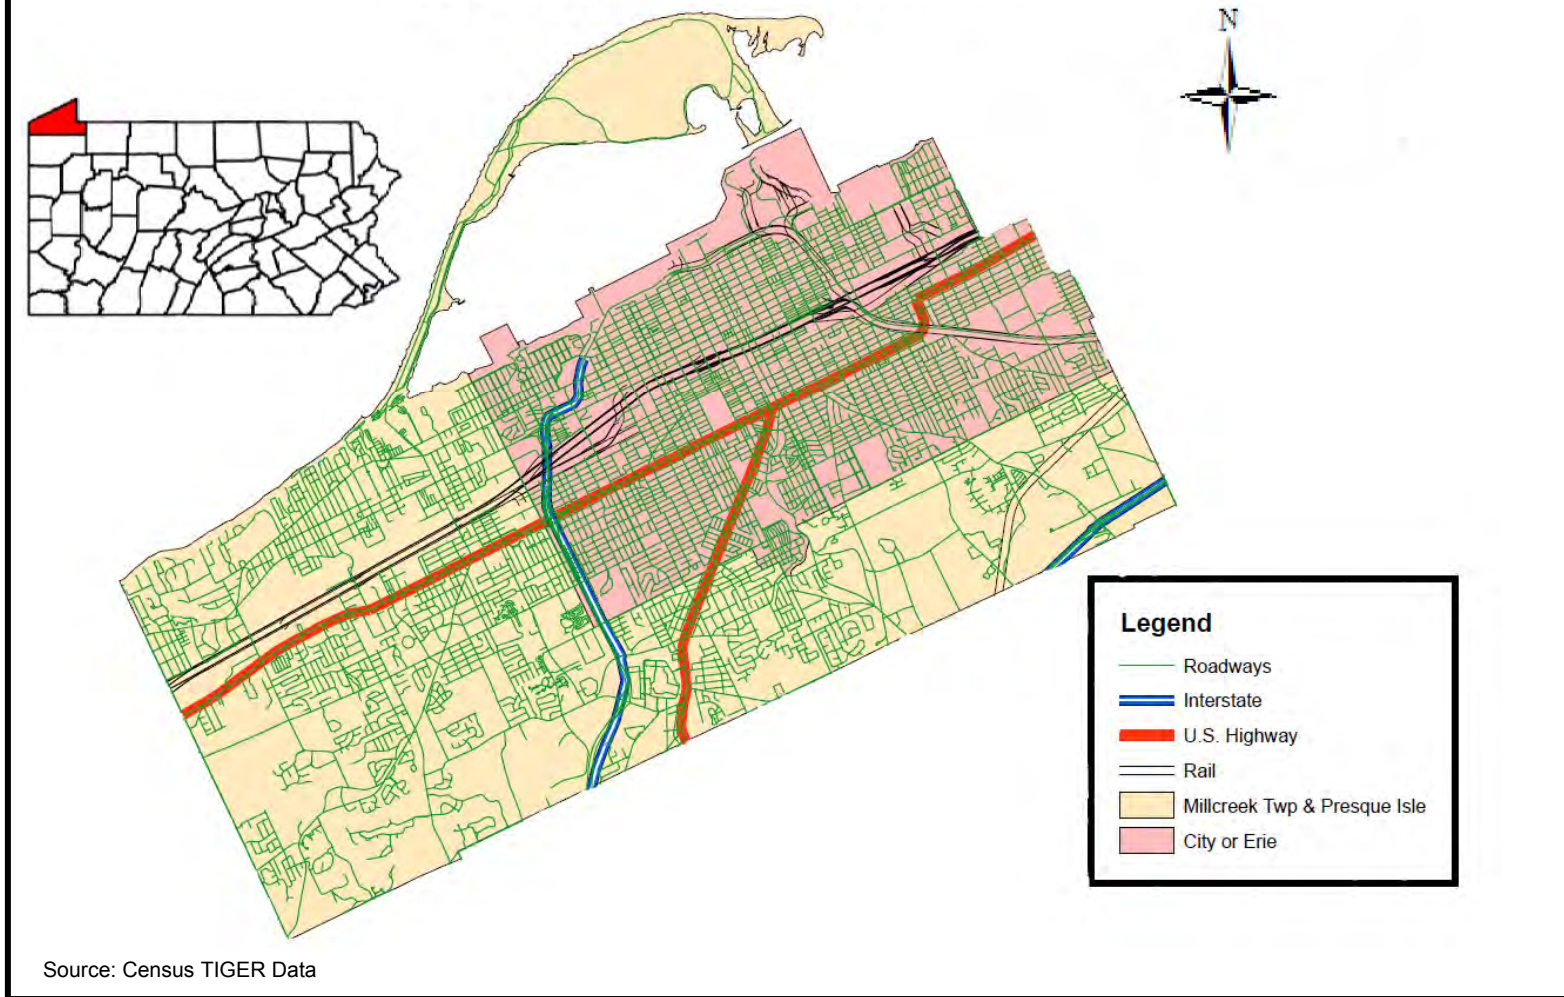 N
Legend
Roadways
Interstate
U.S. Highway
Rail
Millcreek Twp & Presque Isle
City or Erie
Source: Census TIGER Data